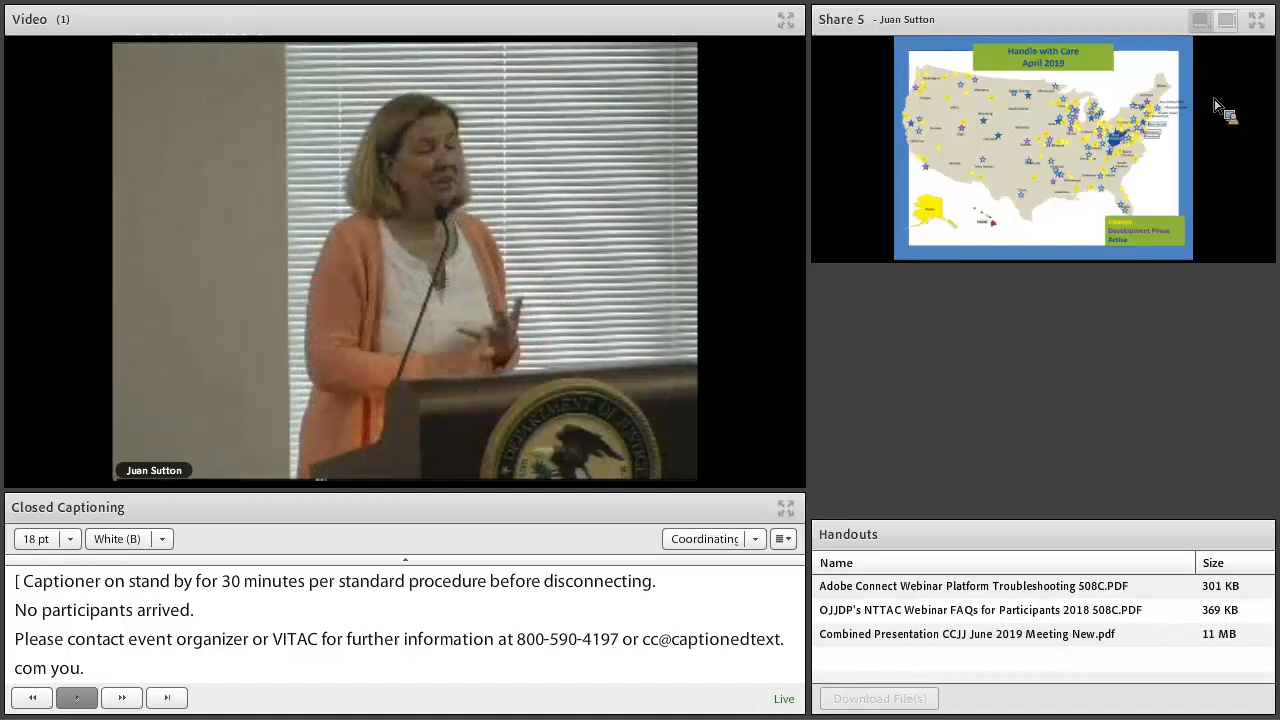 Video (1)
Juan Sutton
DEPARTMENT OF JUSTICE
Share 5 - Juan Sutton
Handle with Care
April 2019
Interest
Development Phase
Active
Closed Captioning
18 pt
White (B)
Coordinating
[ Captioner on stand by for 30 minutes per standard procedure before disconnecting.
No participants arrived.
Please contact event organizer or VITAC for further information at 800-590-4197 or cc@captionedtext.
com you.
Live
Handouts
Name Size
Adobe Connect Webinar Platform Troubleshooting 508C.PDF 301 KB
OJJDP's NTTAC Webinar FAQs for Participants 2018 508C.PDF 369 KB
Combined Presentation CCJJ June 2019 Meeting New.pdf 11 MB
Download File(s)